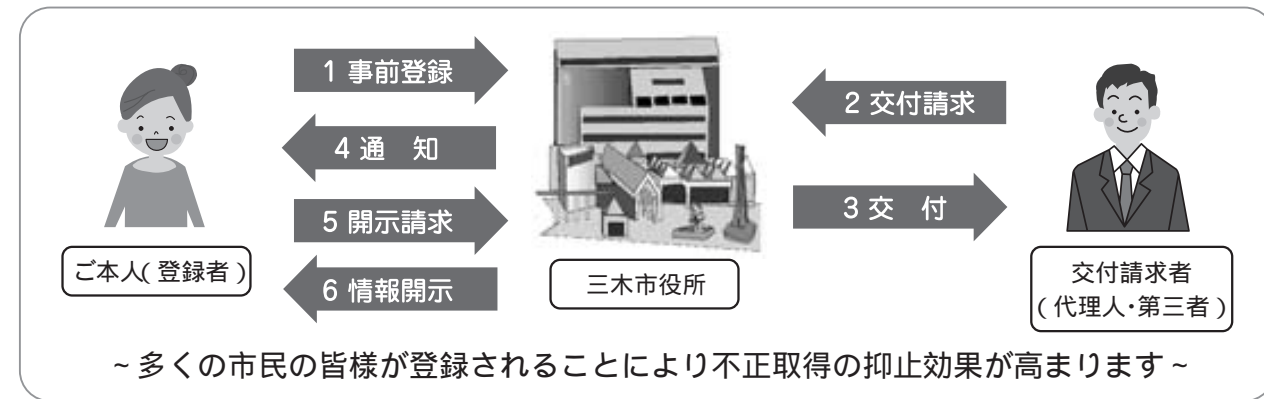 1 事前登録
2 交付請求
4 通　知
3 交　付
5 開示請求
6 情報開示
ご本人(登録者)
三木市役所
交付請求者
(代理人・第三者)
~多くの市民の皆様が登録されることにより不正取得の抑止効果が高まります~